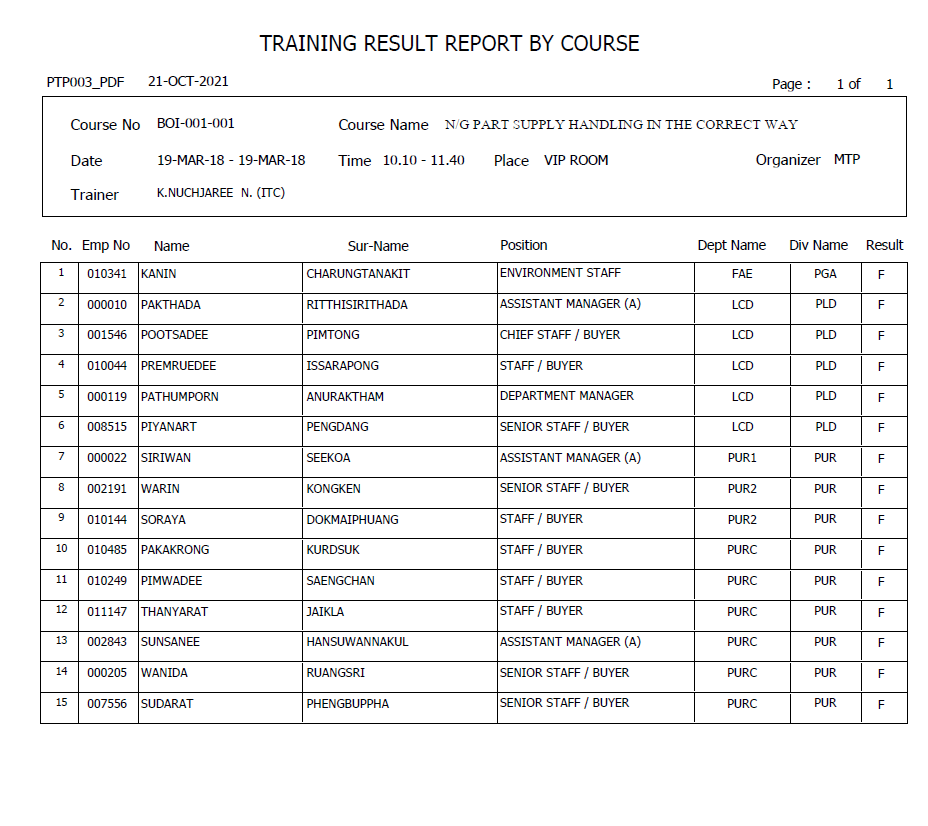 TRAINING RESULT REPORT BY COURSE
PTP003_PDF 21-OCT-2021 Page : 1 of 1
Course No BOI-001-001 Course Name N/G PART SUPPLY HANDLING IN THE CORRECT WAY
Date 19-MAR-18 - 19-MAR-18 Time 10.10 - 11.40 Place VIP ROOM Organizer MTP
Trainer K.NUCHJAREE N. (ITC)
No. Emp No Name Sur-Name Position Dept Name Div Name Result
1 010341 KANIN CHARUNGTANAKIT ENVIRONMENT STAFF FAE PGA F
2 000010 PAKTHADA RITTHISIRITHADA ASSISTANT MANAGER (A) LCD PLD F
3 001546 POOTSADEE PIMTONG CHIEF STAFF / BUYER LCD PLD F
4 010044 PREMRUEDEE ISSARAPONG STAFF / BUYER LCD PLD F
5 000119 PATHUMPORN ANURAKTHAM DEPARTMENT MANAGER LCD PLD F
6 008515 PIYANART PENGDANG SENIOR STAFF / BUYER LCD PLD F
7 000022 SIRIWAN SEEKOA ASSISTANT MANAGER (A) PUR1 PUR F
8 002191 WARIN KONGKEN SENIOR STAFF / BUYER PUR2 PUR F
9 010144 SORAYA DOKMAIPHUANG STAFF / BUYER PUR2 PUR F
10 010485 PAKAKRONG KURDSUK STAFF / BUYER PURC PUR F
11 010249 PIMWADEE SAENGCHAN STAFF / BUYER PURC PUR F
12 011147 THANYARAT JAIKLA STAFF / BUYER PURC PUR F
13 002843 SUNSANEE HANSUWANNAKUL ASSISTANT MANAGER (A) PURC PUR F
14 000205 WANIDA RUANGSRI SENIOR STAFF / BUYER PURC PUR F
15 007556 SUDARAT PHENGBUPPHA SENIOR STAFF / BUYER PURC PUR F